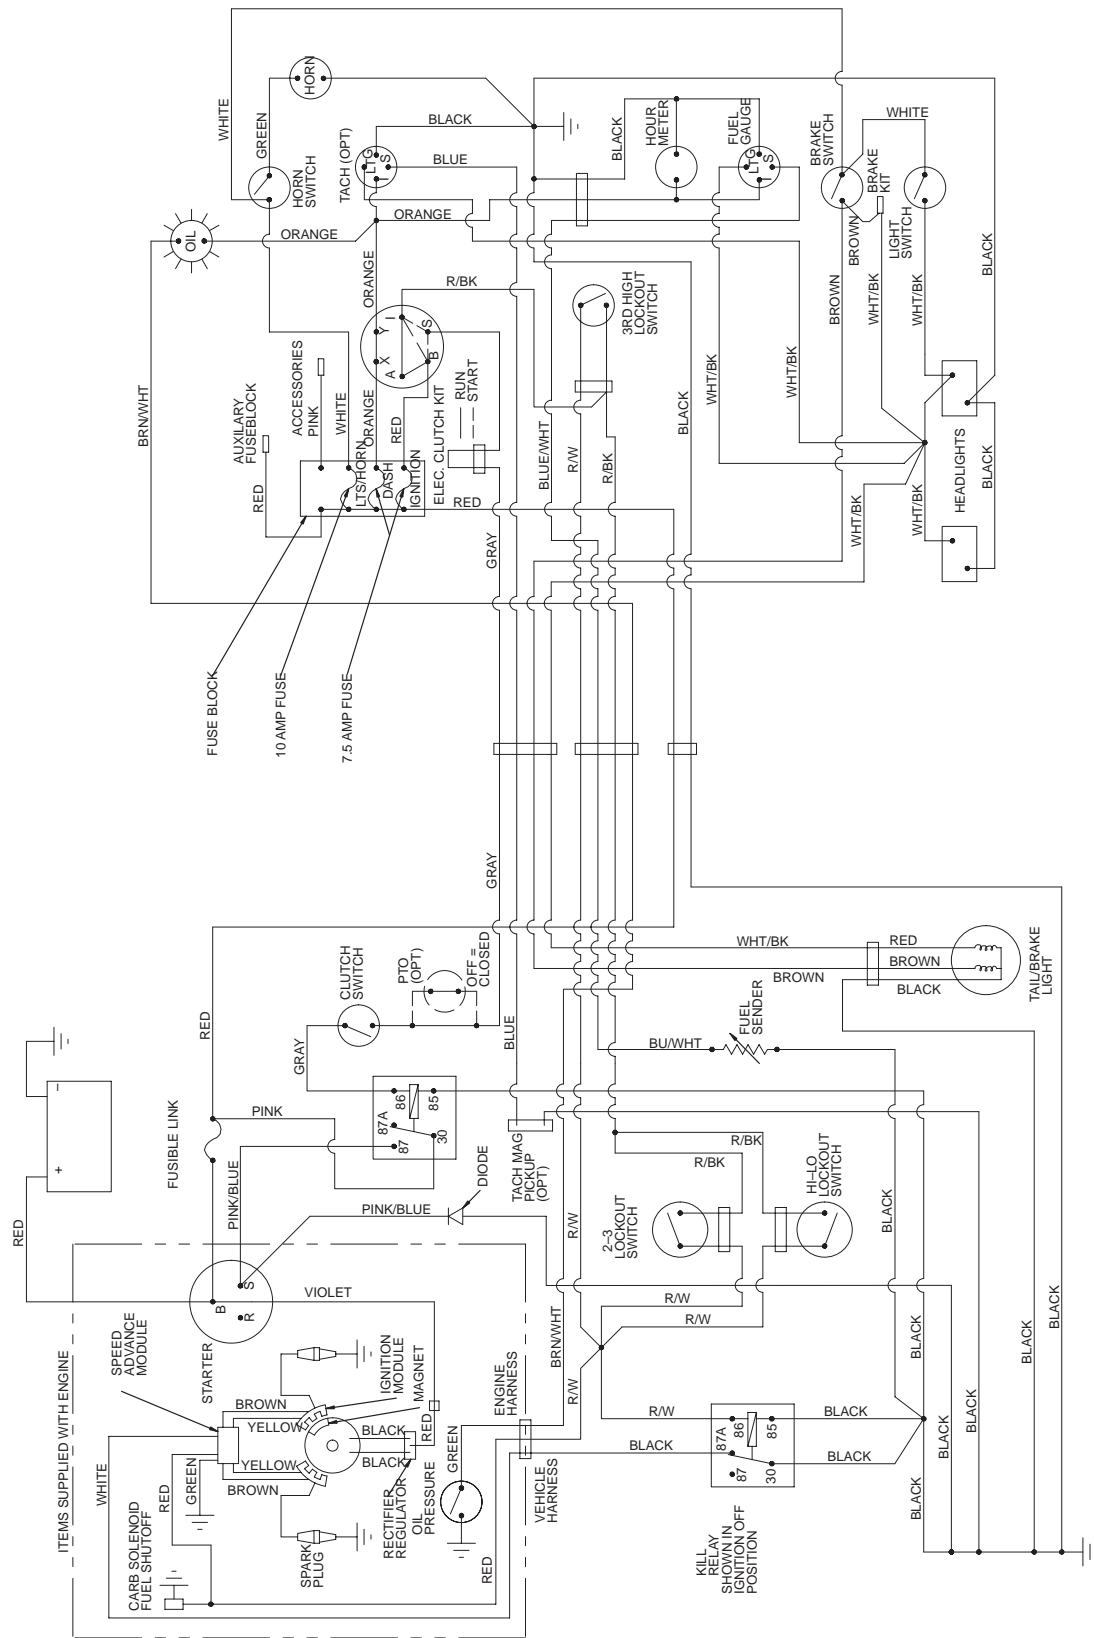 WHITE
GREEN
HORN
HORN
SWITCH
TACH (OPT)
LTG
S
I
BLACK
BLUE
ORANGE
BLACK
HOUR
METER
FUEL
GAUGE
LTG
S
I
BRAKE
SWITCH
WHITE
BRAKE
KIT
BROWN
LIGHT
SWITCH
BLACK
OIL
ORANGE
ORANGE
R/BK
I
Y
S
X
B
A
3RD HIGH
LOCKOUT
SWITCH
BROWN
WHT/BK
WHT/BK
BRN/WHT
AUXILARY
FUSEBLOCK
ACCESSORIES
PINK
WHITE
ORANGE
RED
ELEC. CLUTCH KIT
RUN
START
BLUE/WHT
R/W
R/BK
BLACK
WHT/BK
WHT/BK
RED
LTS/HORN
DASH
IGNITION
RED
GRAY
WHT/BK
WHT/BK
HEADLIGHTS
BLACK
FUSE BLOCK
10 AMP FUSE
7.5 AMP FUSE
GRAY
CLUTCH
SWITCH
PTO
(OPT)
OFF =
CLOSED
WHT/BK
RED
BROWN
BROWN
BLACK
TAIL/BRAKE
LIGHT
RED
GRAY
BLUE
BU/WHT
FUEL
SENDER
–
+
FUSIBLE LINK
PINK
87A
86
85
87
30
TACH MAG
PICKUP
(OPT)
R/BK
R/BK
HI–LO
LOCKOUT
SWITCH
2–3
LOCKOUT
SWITCH
BLACK
RED
PINK/BLUE
PINK/BLUE
DIODE
R/W
ITEMS SUPPLIED WITH ENGINE
SPEED
ADVANCE
MODULE
B
S
R
STARTER
VIOLET
R/W
R/W
BRN/WHT
R/W
BLACK
BLACK
BLACK
IGNITION
MODULE
MAGNET
BROWN
YELLOW
YELLOW
BROWN
BLACK
BLACK
RED
GREEN
ENGINE
HARNESS
VEHICLE
HARNESS
R/W
BLACK
87A
86
85
87
30
BLACK
BLACK
BLACK
BLACK
WHITE
RED
GREEN
CARB SOLENOID
FUEL SHUTOFF
SPARK
PLUG
RECTIFIER
REGULATOR
OIL
PRESSURE
RED
KILL
RELAY
SHOWN IN
IGNITION OFF
POSITION